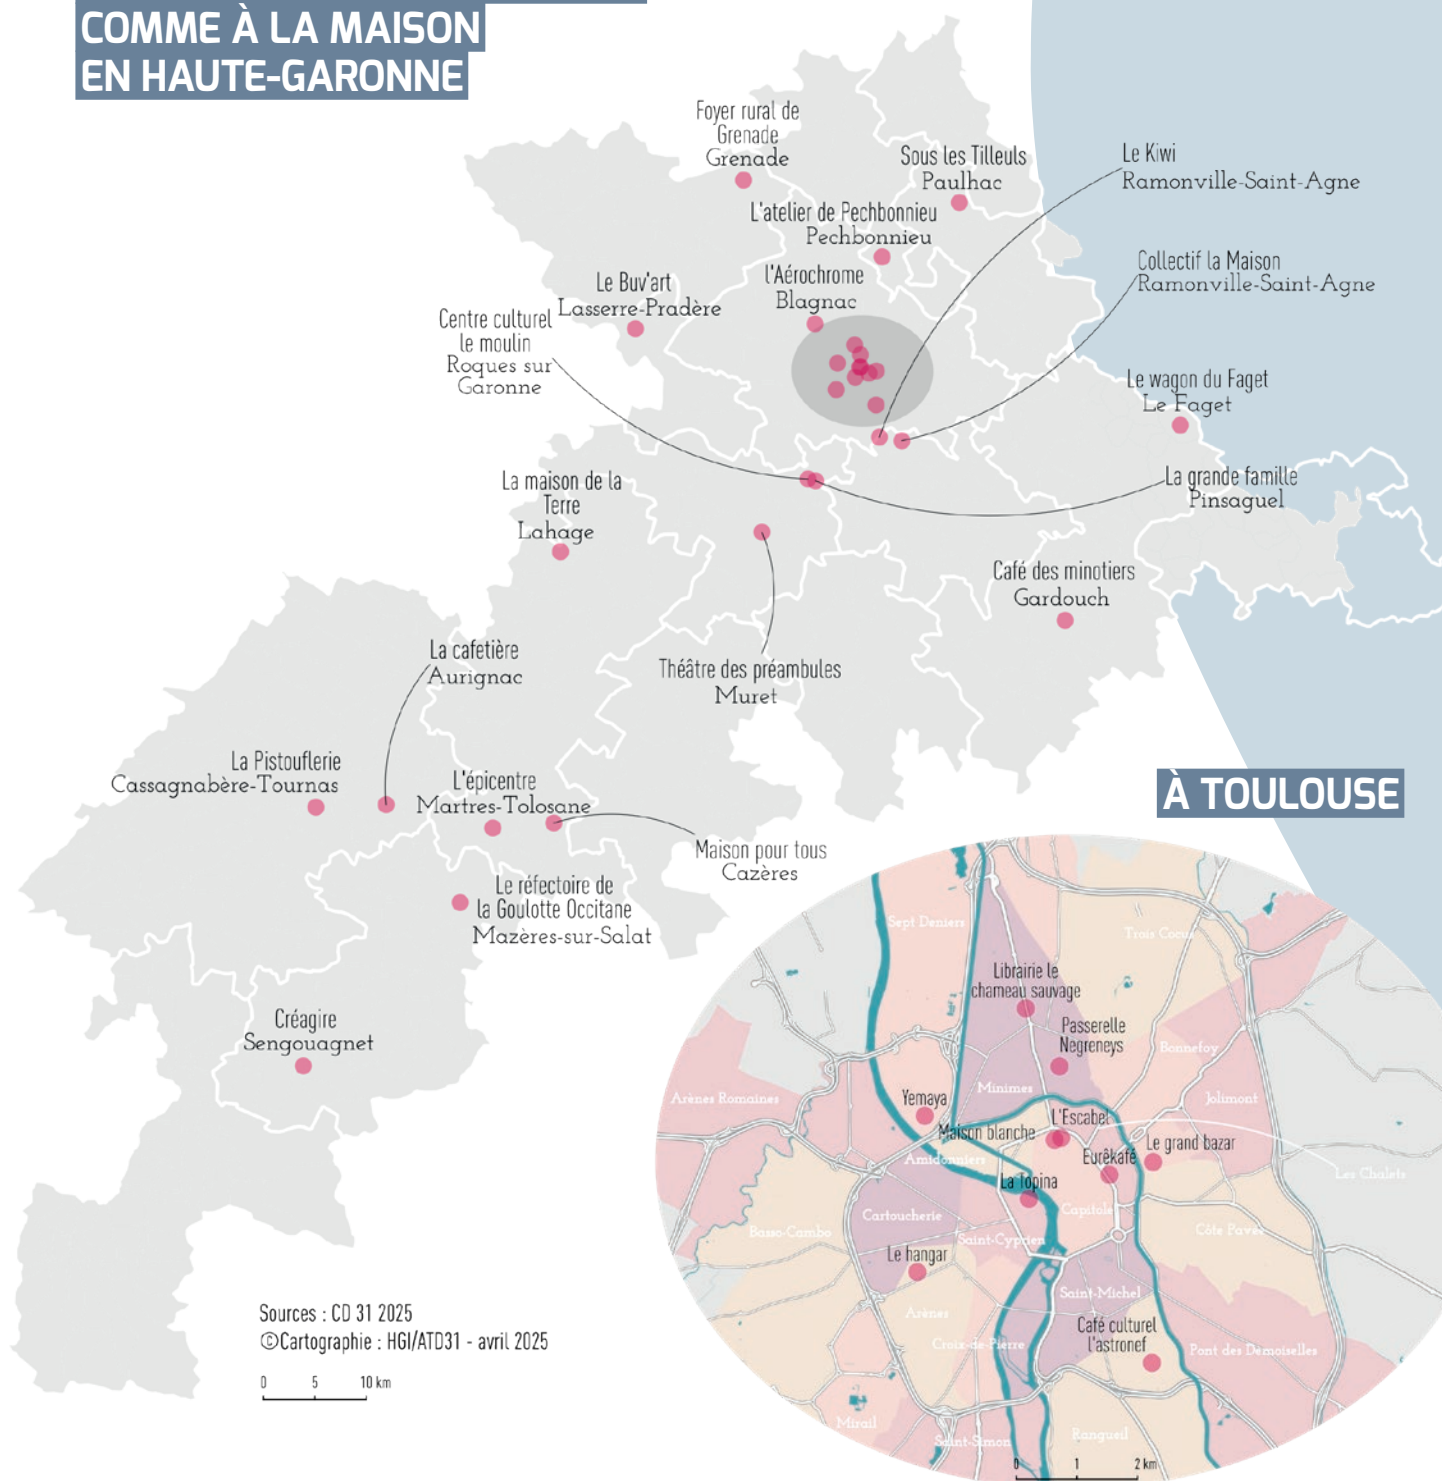 COMME À LA MAISON
EN HAUTE-GARONNE
Foyer rural de
Grenade
Grenade
Sous les Tilleuls
Paulhac
Le Kiwi
Ramonville-Saint-Agne
L'atelier de Pechbonnieu
Pechbonnieu
l'Aérochrome
Blagnac
Collectif la Maison
Ramonville-Saint-Agne
Le Buv'art
Lasserre-Pradère
Centre culturel
le moulin
Roques sur
Garonne
Le wagon du Faget
Le Faget
La grande famille
Pinsaguel
La maison de la
Terre
Lahage
Café des minotiers
Gardouch
La cafetière
Aurignac
Théâtre des préambules
Muret
La Pistouflerie
Cassagnabère-Tournas
L'épicentre
Martres-Tolosane
Maison pour tous
Cazères
Le réfectoire de
la Goulotte Occitane
Mazères-sur-Salat
Créagire
Sengouagnet
À TOULOUSE
Sept Deniers
Trois Cocus
Librairie le
chameau sauvage
Passerelle
Négreneys
Bonnefoy
Minimes
Arènes Romaines
Jolimont
Yemaya
L'Escabel
Maison blanche
Le grand bazar
Amidonniers
Eurêkafé
Les Chalets
La Topina
Capitole
Cartoucherie
Basso-Cambo
Côte Pavée
Saint-Cyprien
Le hangar
Saint-Michel
Arènes
Café culturel
l'astronef
Croix-de-Pierre
Pont des Demoiselles
Mirail
Saint-Simon
Rangueil
0 1 2 km
Sources : CD 31 2025
©Cartographie : HGI/ATD31 - avril 2025
0 5 10 km